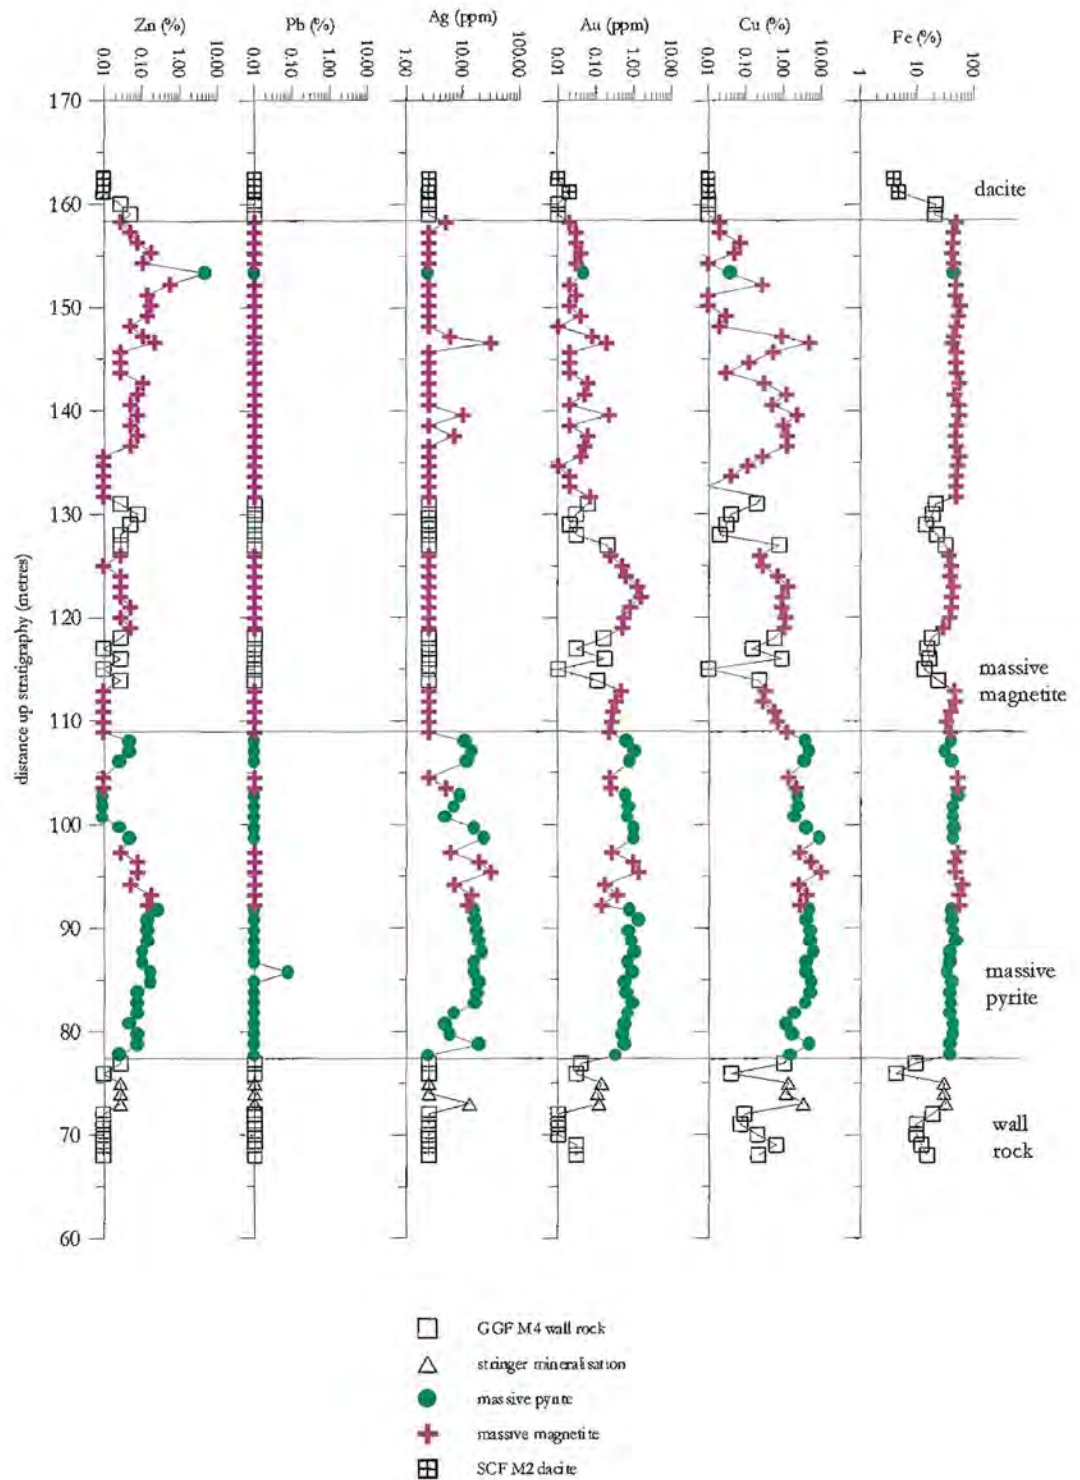 Zn (%)
Pb (%)
Ag (ppm)
Au (ppm)
Cu (%)
Fe (%)
0.01 0.10 1.00 10.00
0.01 0.10 1.00 10.00
1.00 10.00 100.00
0.01 0.10 1.00 10.00
0.01 0.10 1.00 10.00
1 10 100
170
160
150
140
130
120
110
100
90
80
70
60
distance up stratigraphy (metres)
dacite
massive
magnetite
massive
pyrite
wall
rock
GGF M4 wall rock
stringer mineralisation
massive pyrite
massive magnetite
SCF M2 dacite